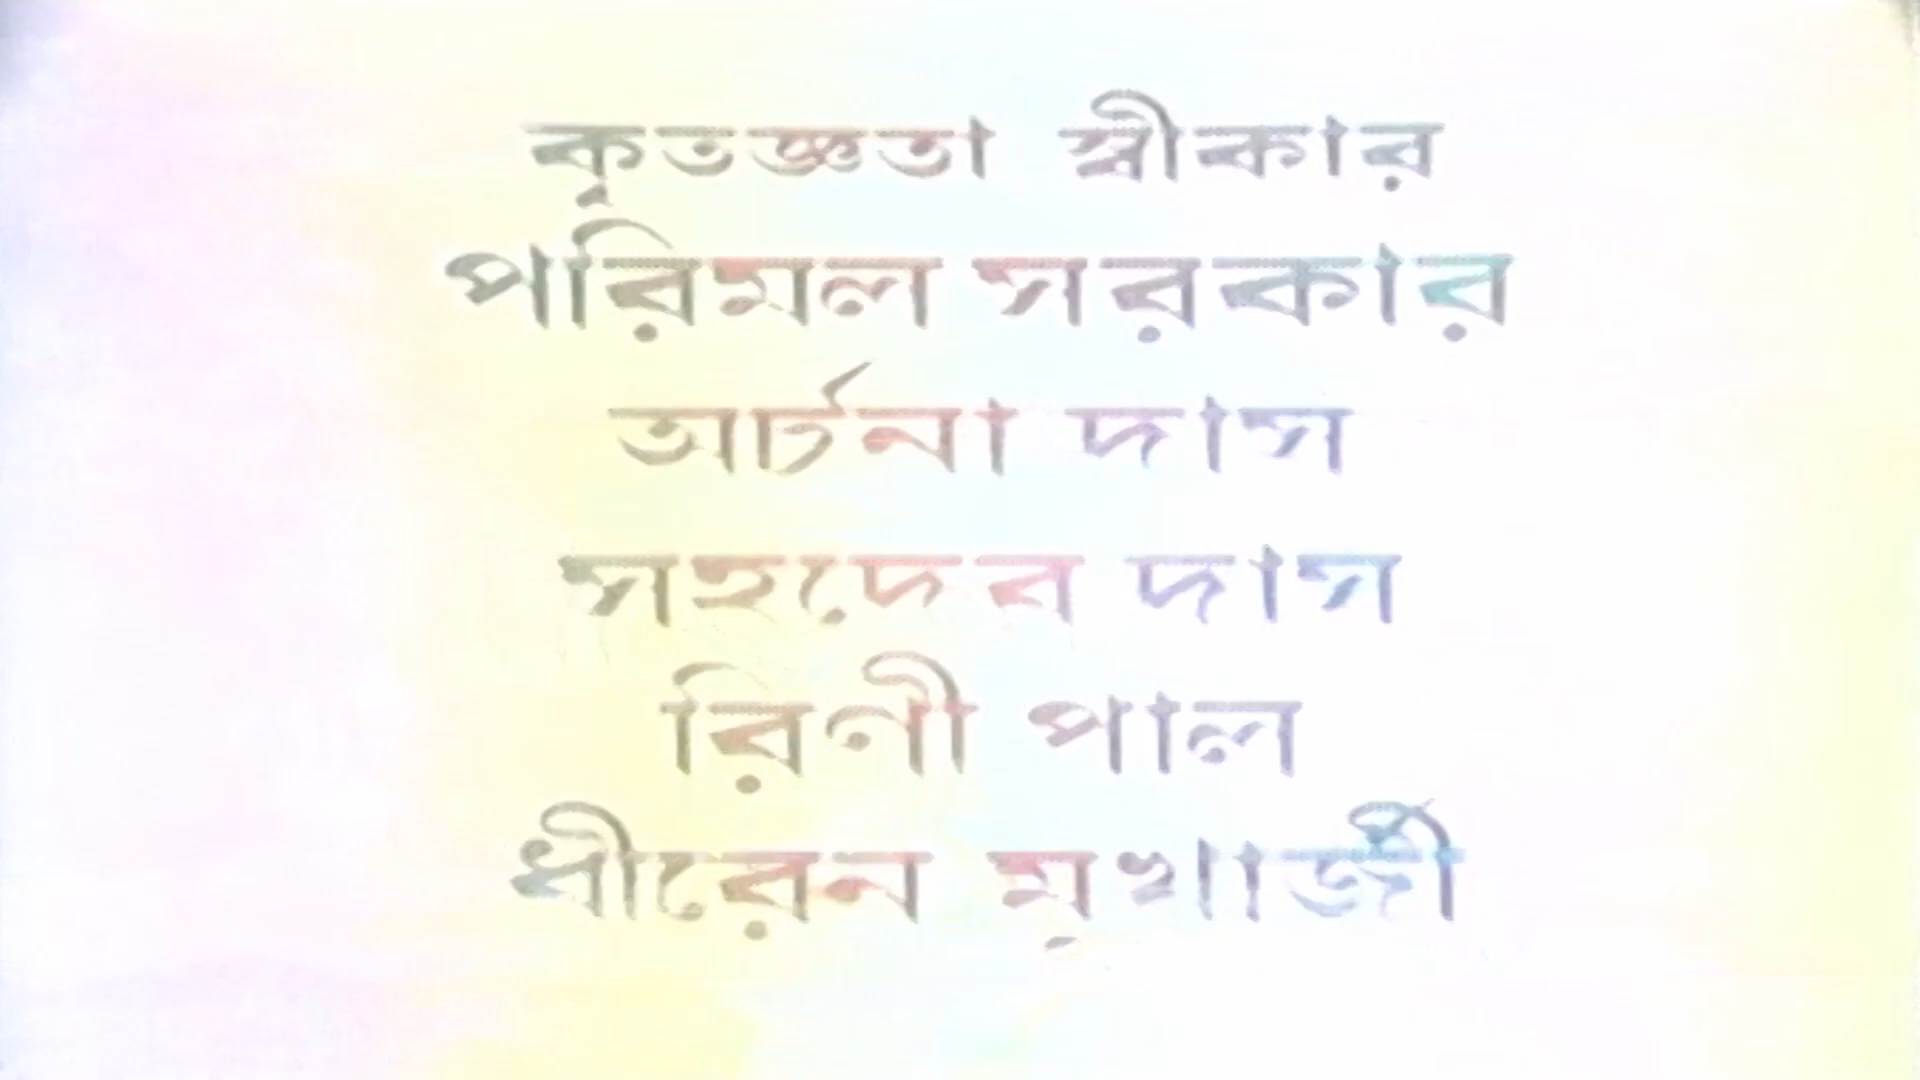 কৃতজ্ঞতা স্বীকার
পরিমল সরকার
অর্চনা দাস
সহদেব দাস
রিণী পাল
ধীরেন মুখার্জী